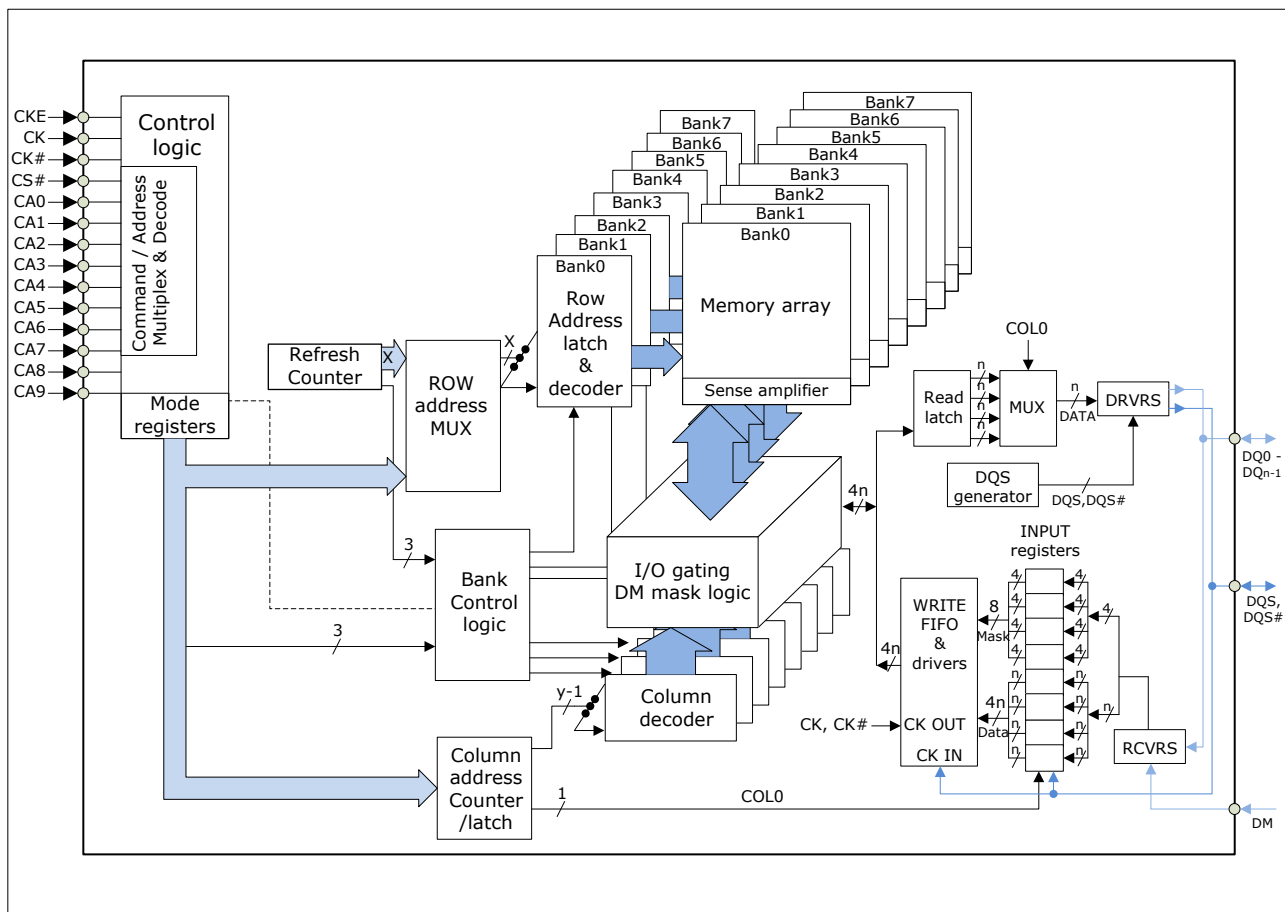 CKE
CK
CK#
CS#
CA0
CA1
CA2
CA3
CA4
CA5
CA6
CA7
CA8
CA9
Control
logic
Command / Address
Multiplex & Decode
Mode
registers
Refresh
Counter
X
ROW
address
MUX
X
3
3
Bank
Control
logic
Column
address
Counter
/latch
y-1
1
COL0
Bank7
Bank6
Bank5
Bank4
Bank3
Bank2
Bank1
Bank0
Row
Address
latch
&
decoder
Bank7
Bank6
Bank5
Bank4
Bank3
Bank2
Bank1
Bank0
Memory array
Sense amplifier
I/O gating
DM mask logic
Column
decoder
4n
4n
Read
latch
n
n
n
n
COL0
MUX
n
DATA
DRVRS
DQS
generator
DQS,DQS#
DQ0 -
DQn-1
INPUT
registers
WRITE
FIFO
&
drivers
CK OUT
CK IN
CK, CK#
8
Mask
4n
Data
4
4
4
4
n
n
n
n
4
4
4
4
n
n
n
n
4
n
RCVRS
DQS,
DQS#
DM